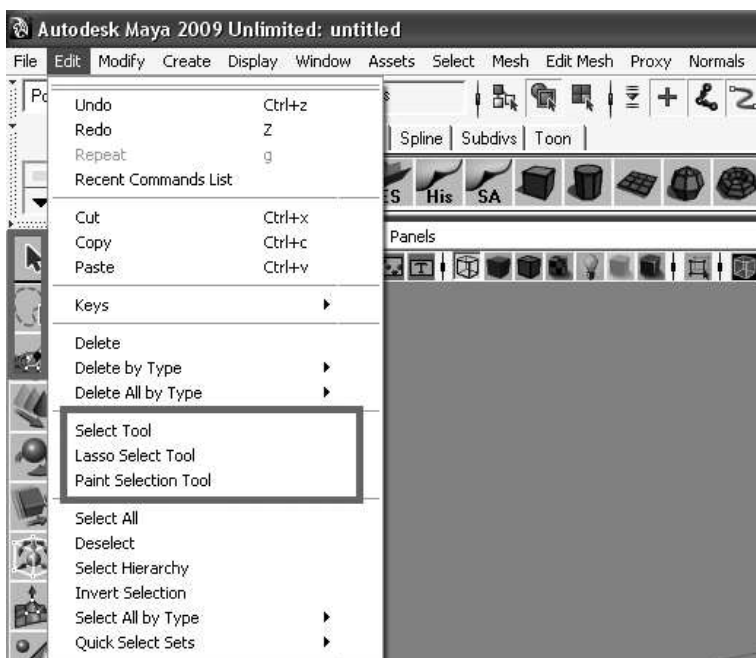 Autodesk Maya 2009 Unlimited: untitled
File Edit Modify Create Display Window Assets Select Mesh Edit Mesh Proxy Normals
Undo Ctrl+z
Redo Z
Repeat g
Recent Commands List
Cut Ctrl+x
Copy Ctrl+c
Paste Ctrl+v
Keys
Delete
Delete by Type
Delete All by Type
Select Tool
Lasso Select Tool
Paint Selection Tool
Select All
Deselect
Select Hierarchy
Invert Selection
Select All by Type
Quick Select Sets
Spline Subdivs Toon
His SA
Panels